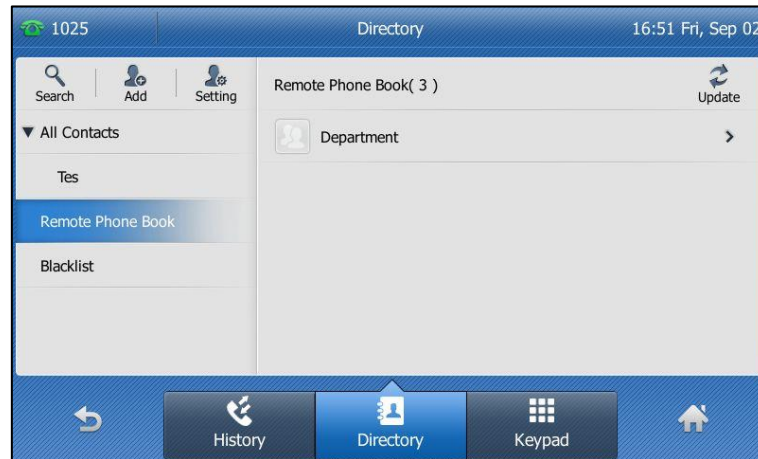 1025 Directory 16:51 Fri, Sep 02
Search Add Setting
Remote Phone Book( 3 ) Update
All Contacts
Department
Tes
Remote Phone Book
Blacklist
History Directory Keypad